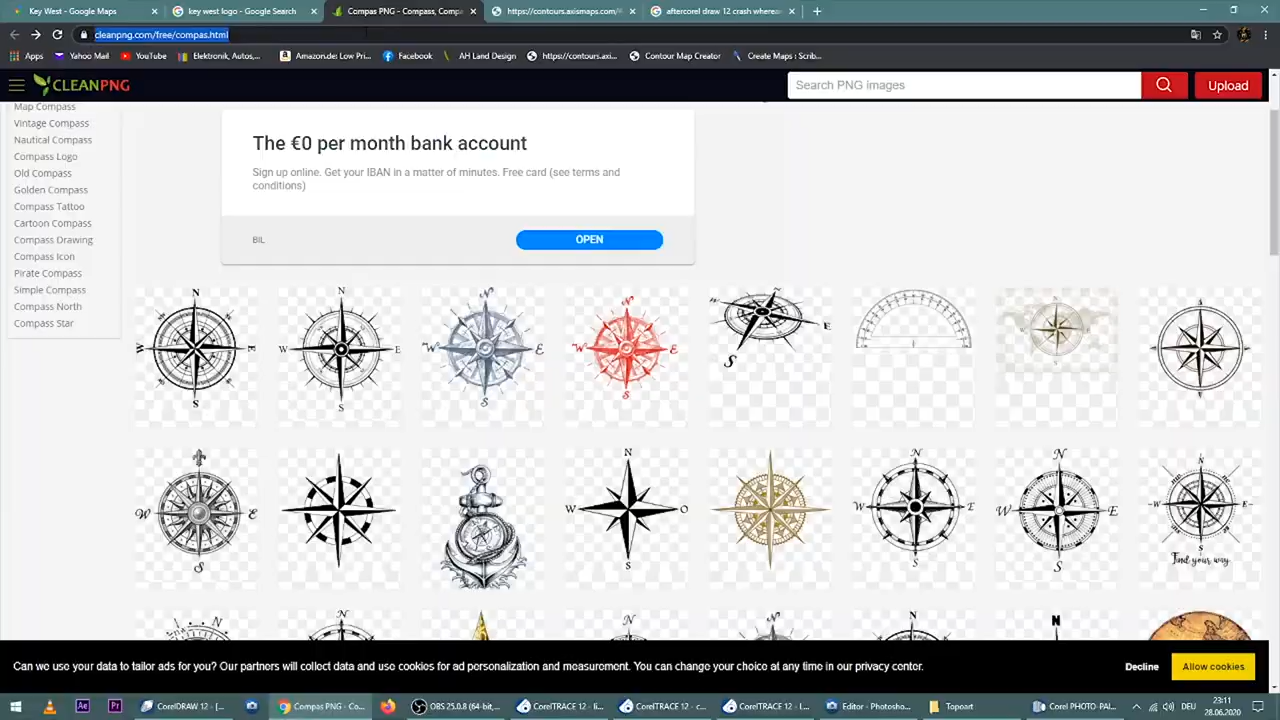 Key West - Google Maps
key west logo - Google Search
Compas PNG - Compass, Compa
https://contours.axismaps.com/#
aftercorel draw 12 crash wherea
cleanpng.com/free/compas.html
Apps
Yahoo Mail
YouTube
Elektronik, Autos,...
Amazon.de: Low Pri...
Facebook
AH Land Design
https://contours.axi...
Contour Map Creator
Create Maps : Scrib...
CLEANPNG
Search PNG images
Upload
Map Compass
Vintage Compass
Nautical Compass
Compass Logo
Old Compass
Golden Compass
Compass Tattoo
Cartoon Compass
Compass Drawing
Compass Icon
Pirate Compass
Simple Compass
Compass North
Compass Star
The €0 per month bank account
Sign up online. Get your IBAN in a matter of minutes. Free card (see terms and
conditions)
BIL
OPEN
N
W
E
S
N
W
E
S
N
W
E
S
N
W
E
S
E
S
N
W
O
S
W
E
S
N
W
E
S
N
W
E
S
N
W
E
S
Find your way
N
N
N
N
N
Can we use your data to tailor ads for you? Our partners will collect data and use cookies for ad personalization and measurement. You can change your choice at any time in our privacy center.
Decline
Allow cookies
Ae
Pr
CorelDRAW 12 - [...
Compas PNG - Co...
OBS 25.0.8 (64-bit,...
CorelTRACE 12 - [...
CorelTRACE 12 - c...
CorelTRACE 12 - [...
Editor - Photosho...
Topoart
Corel PHOTO-PAI...
DEU
23:11
28.06.2020